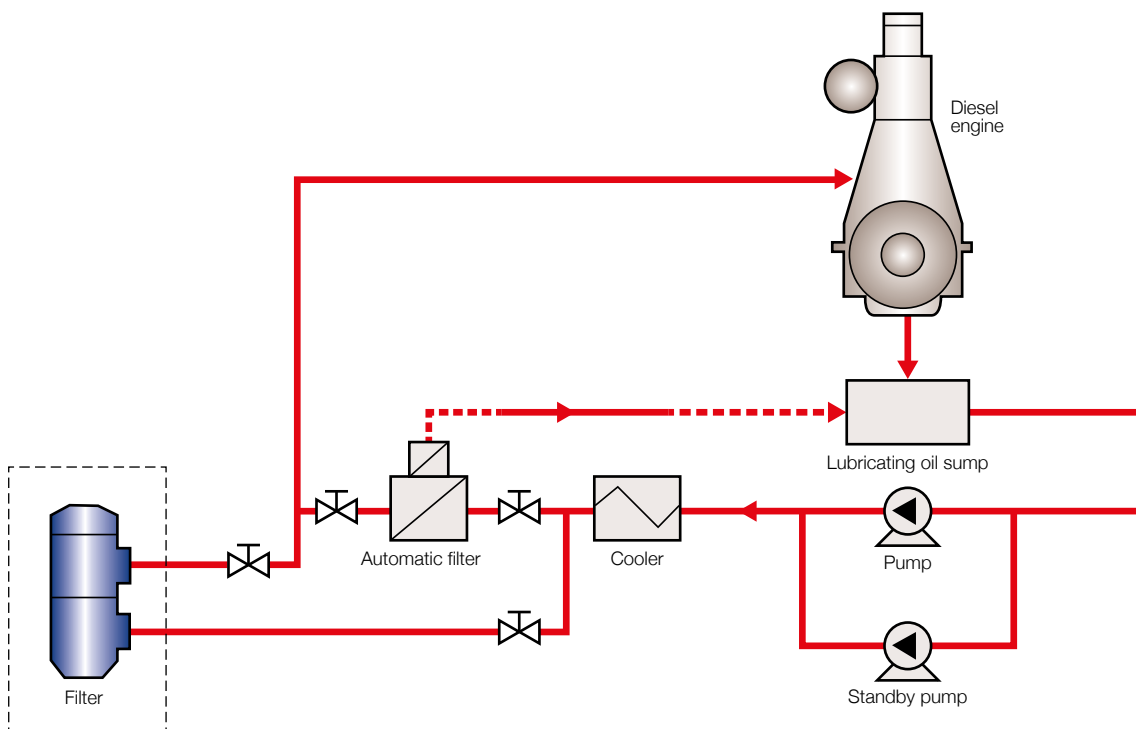 Diesel
engine
Lubricating oil sump
Automatic filter
Cooler
Pump
Filter
Standby pump